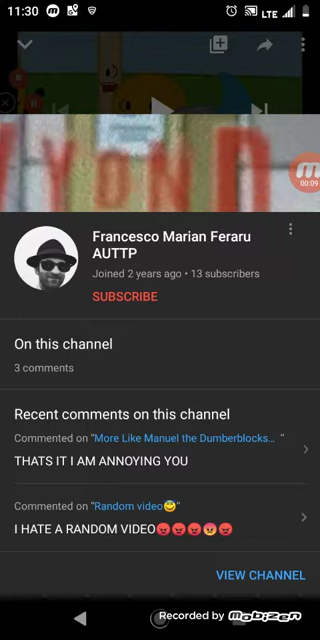 11:30
LTE
YOND
00:09
Francesco Marian Feraru
AUTTP
Joined 2 years ago • 13 subscribers
SUBSCRIBE
On this channel
3 comments
Recent comments on this channel
Commented on “More Like Manuel the Dumberblocks... ”
THATS IT I AM ANNOYING YOU
Commented on “Random video😇”
I HATE A RANDOM VIDEO😡😡😡😡😡
VIEW CHANNEL
Recorded by mobizen